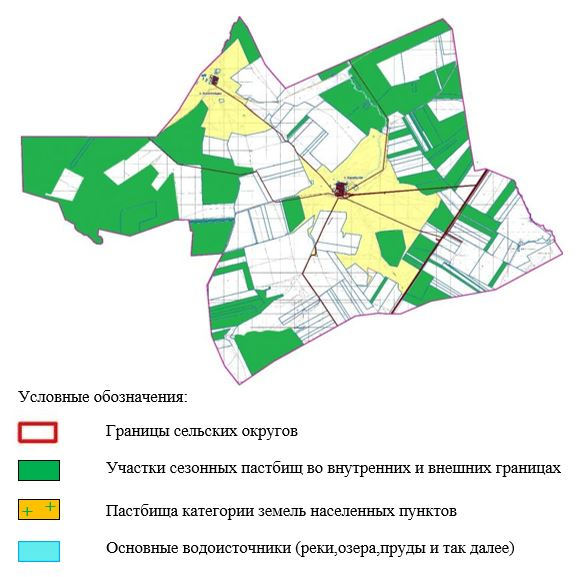 Условные обозначения:
Границы сельских округов
Участки сезонных пастбищ во внутренних и внешних границах
Пастбища категории земель населенных пунктов
Основные водоисточники (реки,озера,пруды и так далее)